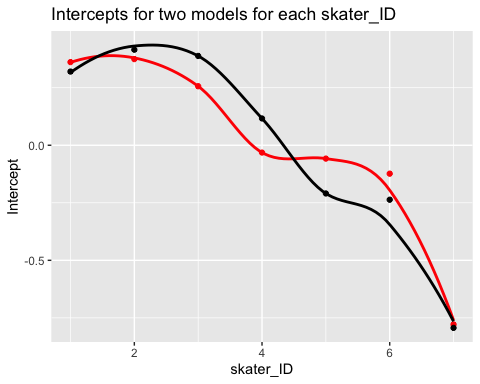 Intercepts for two models for each skater_ID
Intercept
0.0
-0.5
2 4 6
skater_ID